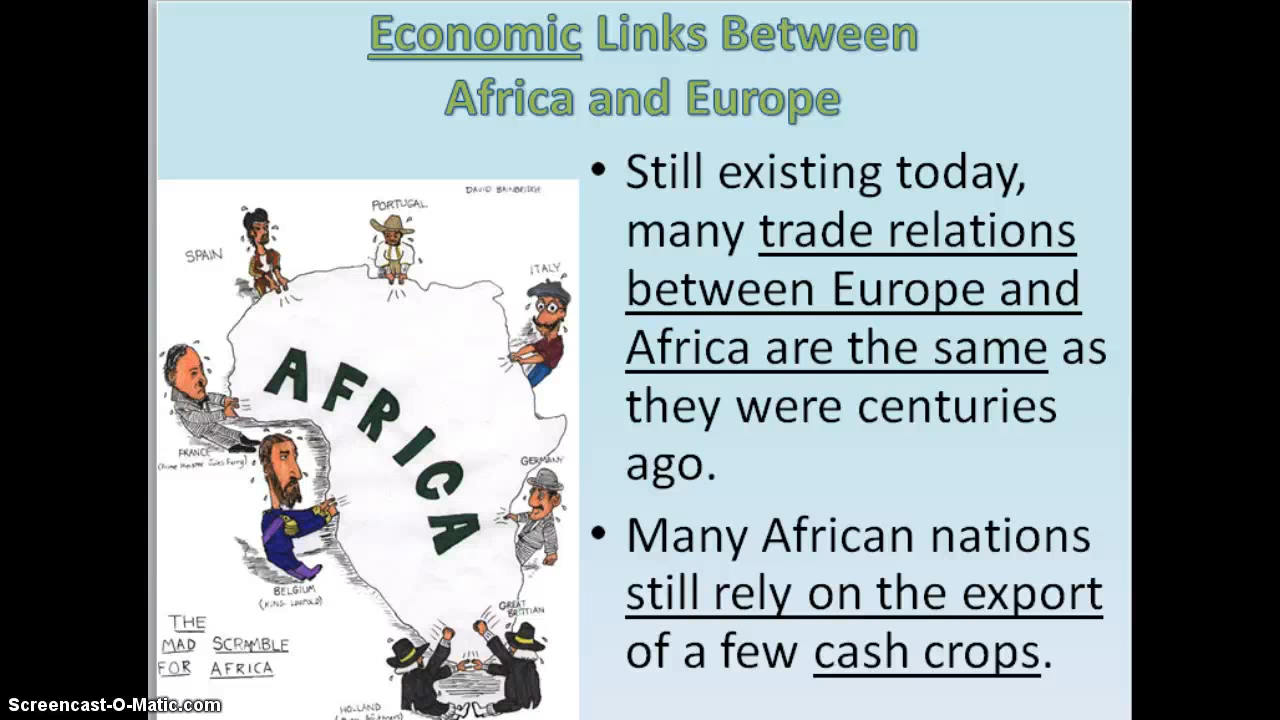 Economic Links Between
Africa and Europe
• Still existing today,
many trade relations
between Europe and
Africa are the same as
they were centuries
ago.
• Many African nations
still rely on the export
of a few cash crops.
DAVID BAINBRIDGE
PORTUGAL
SPAIN
ITALY
AFRICA
FRANCE
GERMANY
BELGIUM
(KING LEOPOLD)
GREAT
BRITTIAN
THE
MAD SCRAMBLE
FOR AFRICA
HOLLAND
Screencast-O-Matic.com